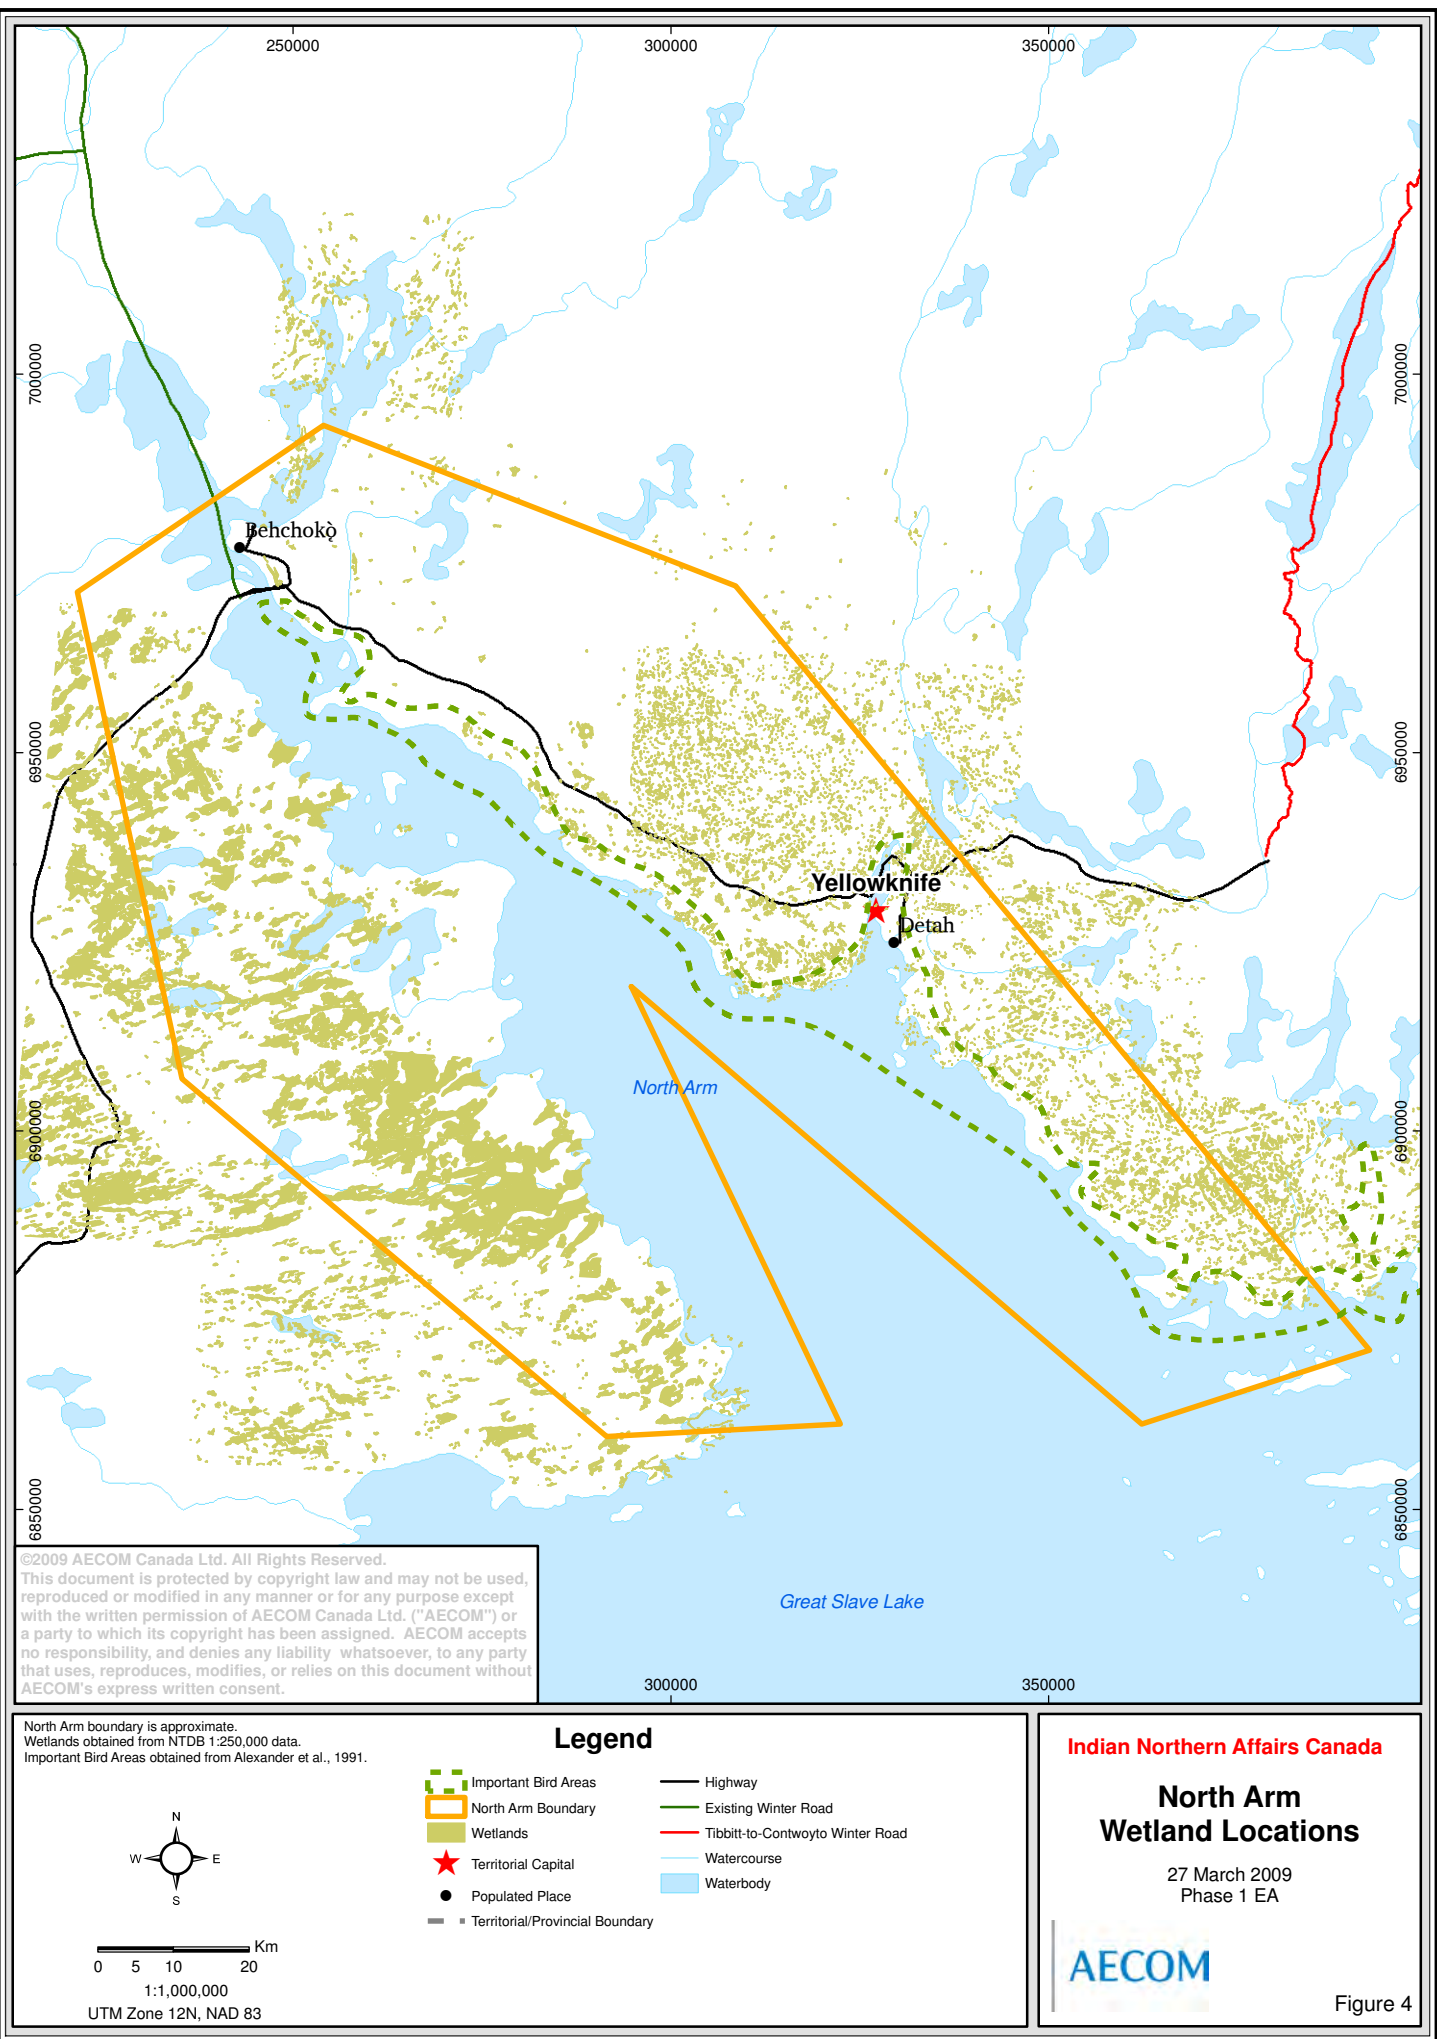 250000
300000
350000
7000000
7000000
Behchokǫ̀
6950000
6950000
Yellowknife
Detah
North Arm
6900000
6900000
6850000
6850000
©2009 AECOM Canada Ltd. All Rights Reserved.
This document is protected by copyright law and may not be used,
reproduced or modified in any manner or for any purpose except
with the written permission of AECOM Canada Ltd. ("AECOM") or
a party to which its copyright has been assigned. AECOM accepts
no responsibility, and denies any liability whatsoever, to any party
that uses, reproduces, modifies, or relies on this document without
AECOM's express written consent.
Great Slave Lake
300000
350000
North Arm boundary is approximate.
Wetlands obtained from NTDB 1:250,000 data.
Important Bird Areas obtained from Alexander et al., 1991.
N
W
E
S
Km
0 5 10 20
1:1,000,000
UTM Zone 12N, NAD 83
Legend
Important Bird Areas
North Arm Boundary
Wetlands
Territorial Capital
Populated Place
Territorial/Provincial Boundary
Highway
Existing Winter Road
Tibbitt-to-Contwoyto Winter Road
Watercourse
Waterbody
Indian Northern Affairs Canada
North Arm
Wetland Locations
27 March 2009
Phase 1 EA
AECOM
Figure 4